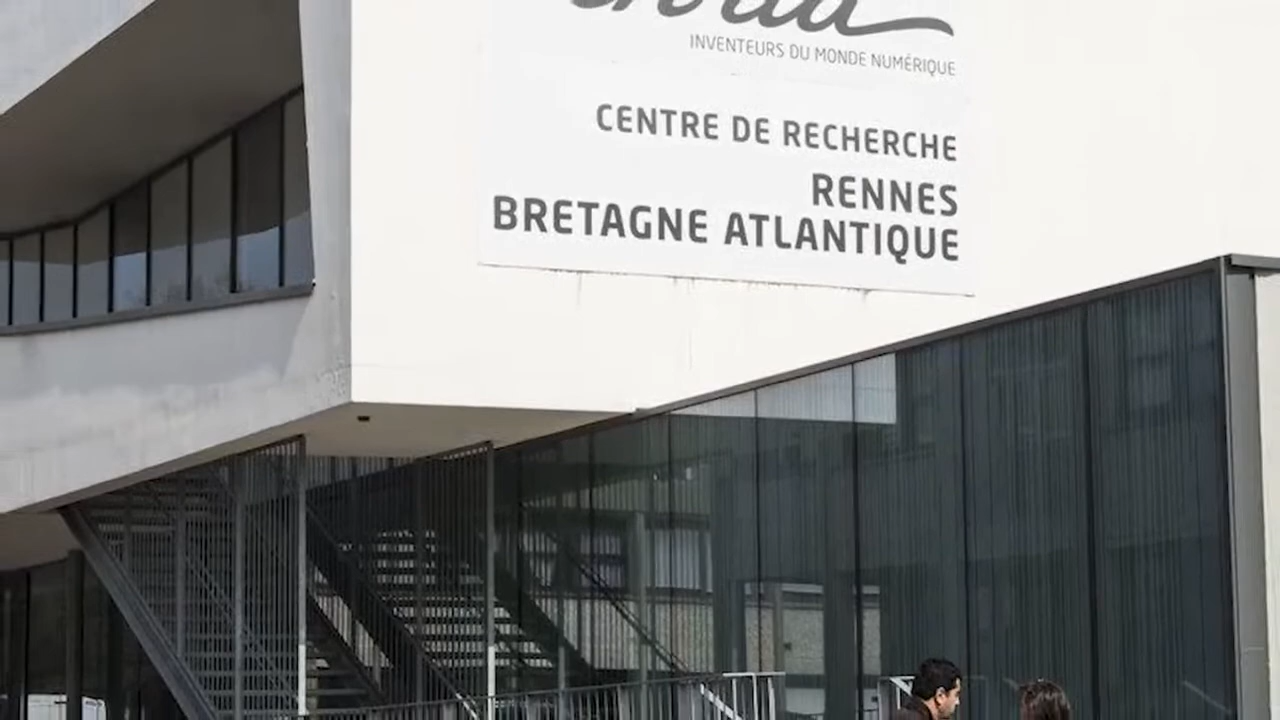 INVENTEURS DU MONDE NUMÉRIQUE
CENTRE DE RECHERCHE
RENNES
BRETAGNE ATLANTIQUE